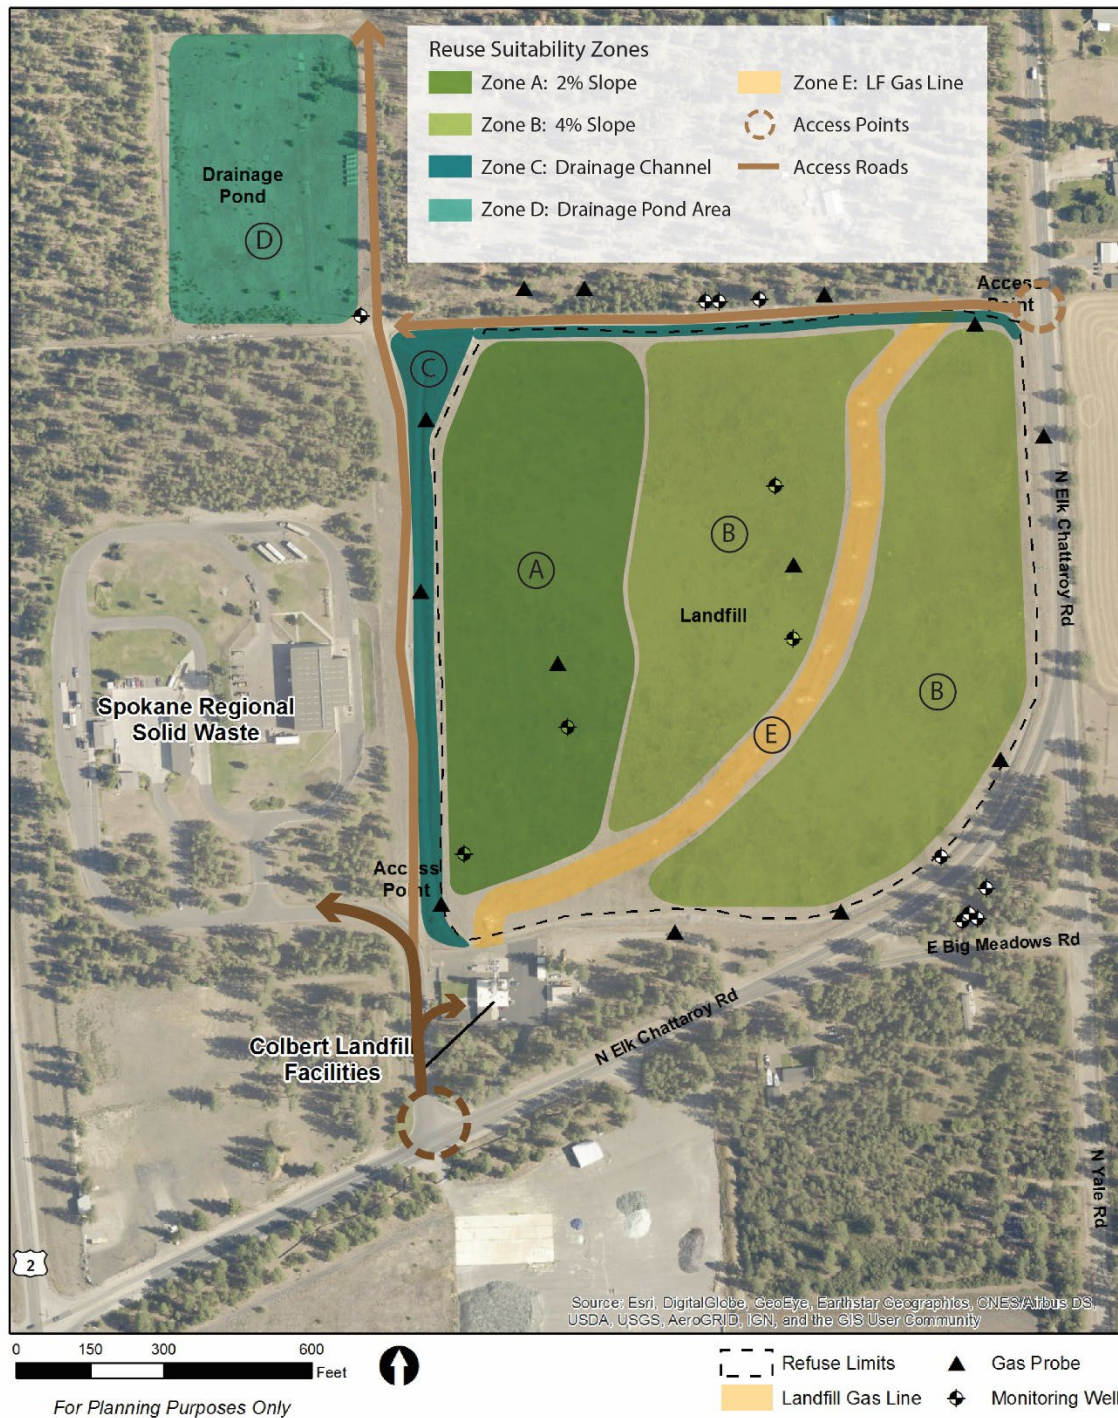 Reuse Suitability Zones
Zone A: 2% Slope
Zone B: 4% Slope
Zone C: Drainage Channel
Zone D: Drainage Pond Area
Zone E: LF Gas Line
Access Points
Access Roads
Drainage
Pond
D
Access
Point
C
A
B
Landfill
B
E
N Elk Chattaroy Rd
Spokane Regional
Solid Waste
Access
Point
E Big Meadows Rd
N Elk Chattaroy Rd
Colbert Landfill
Facilities
N Yale Rd
2
Source: Esri, DigitalGlobe, GeoEye, Earthstar Geographics, CNES/Airbus DS,
USDA, USGS, AeroGRID, IGN, and the GIS User Community
0 150 300 600
Feet
For Planning Purposes Only
Refuse Limits
Gas Probe
Landfill Gas Line
Monitoring Well